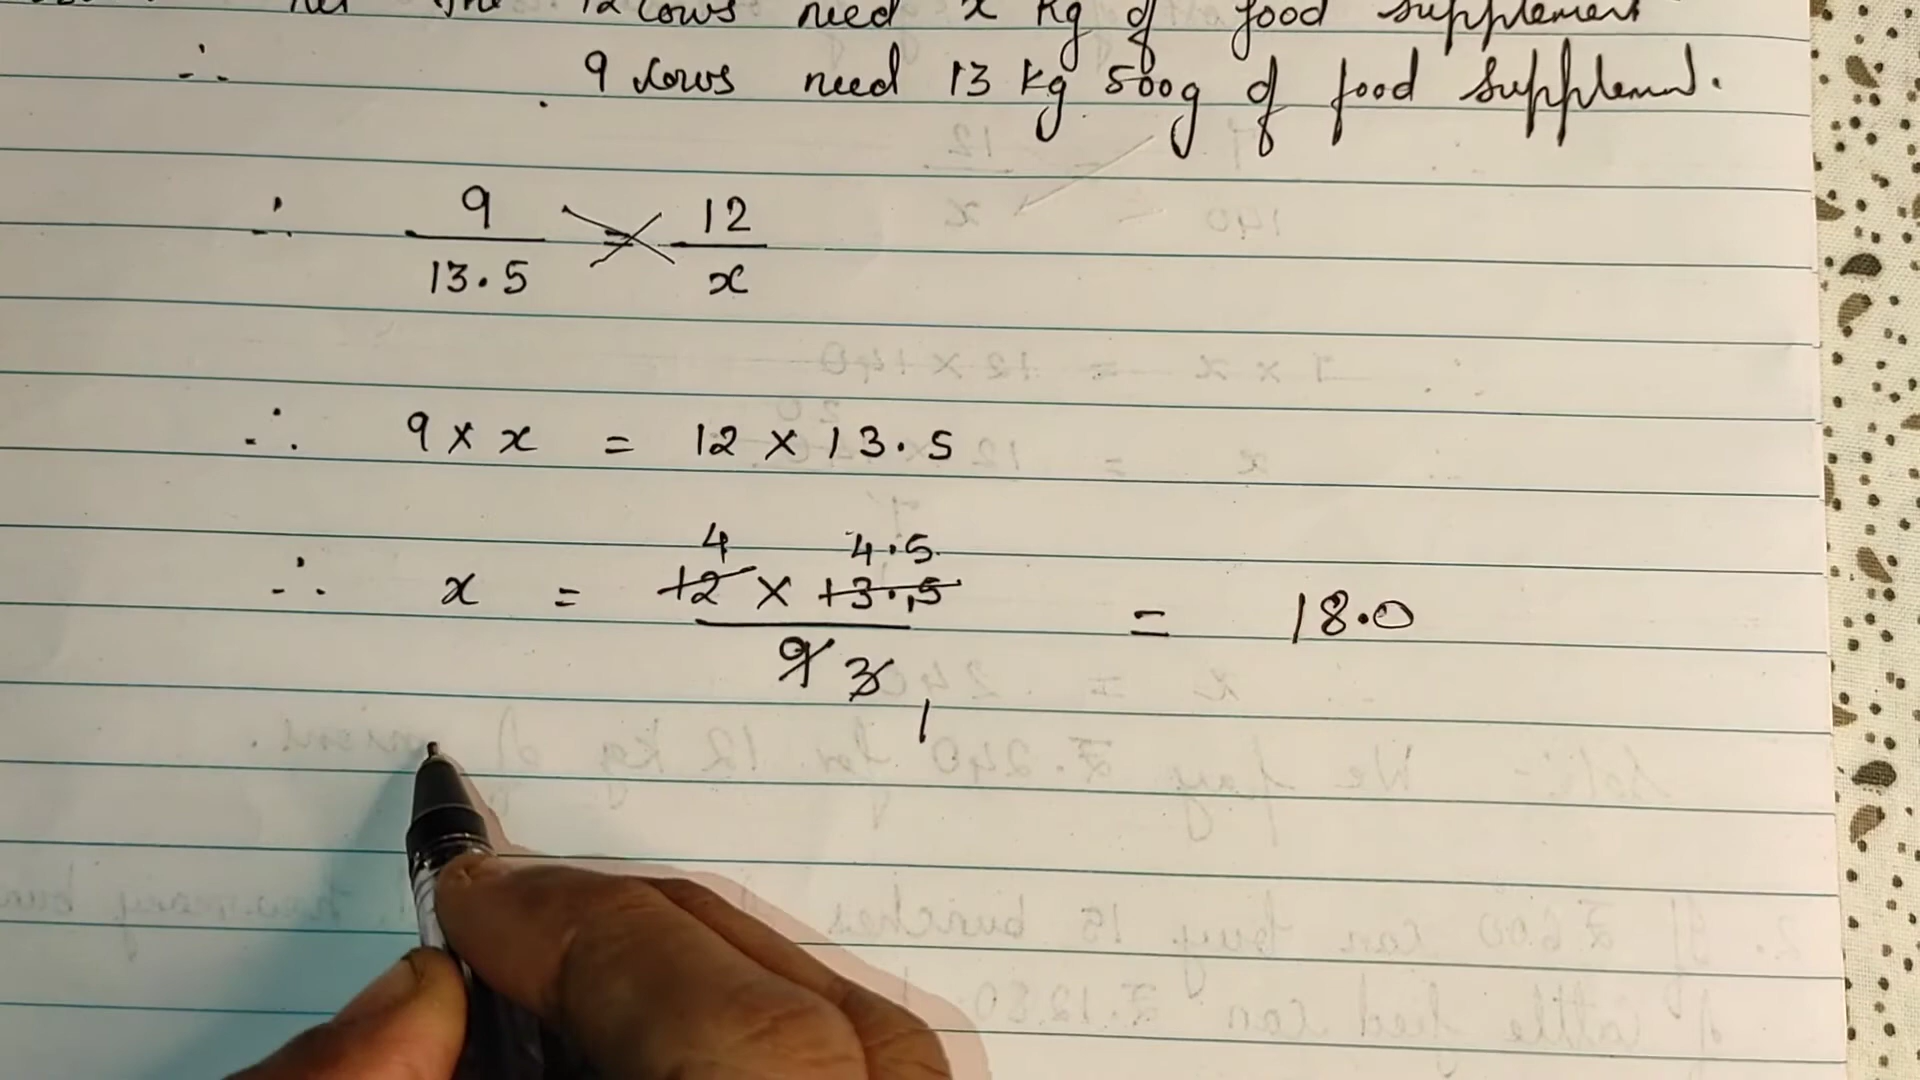 the 12 cows need x kg of food supplement
∴ 9 cows need 13 kg 500g of food supplement.
∴ 9/13.5 = 12/x
∴ 9 × x = 12 × 13.5
4 4.5
∴ x = 12 × 13.5 / 9 3 = 18.0
1